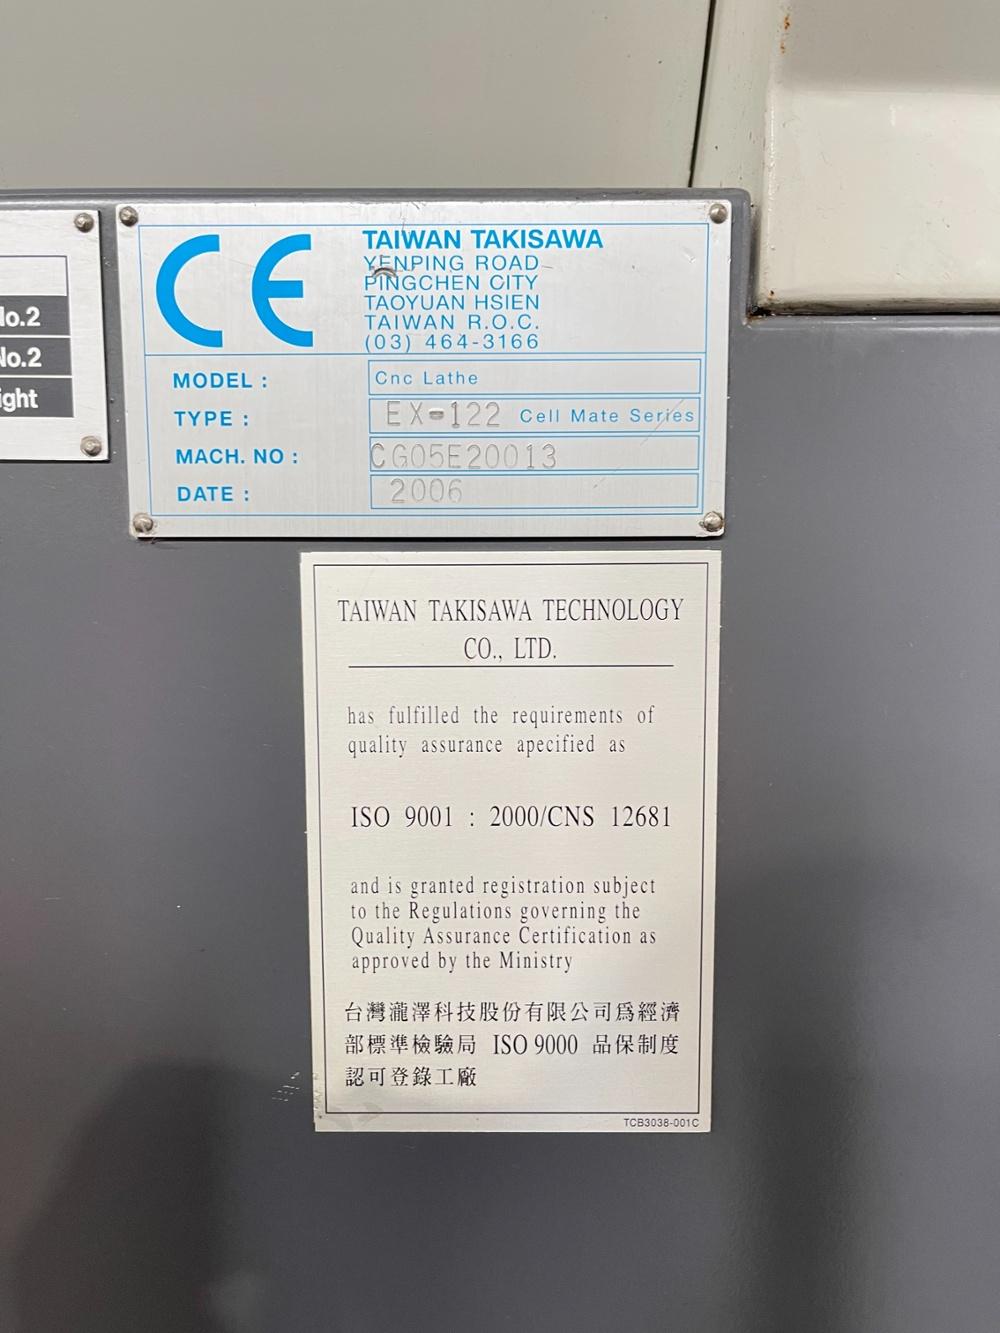 Io.2
No.2
ight
CE
TAIWAN TAKISAWA
YENPING ROAD
PINGCHEN CITY
TAOYUAN HSIEN
TAIWAN R.O.C.
(03) 464-3166
MODEL : Cnc Lathe
TYPE : EX-122 Cell Mate Series
MACH. NO : CG05E20013
DATE : 2006
TAIWAN TAKISAWA TECHNOLOGY
CO., LTD.
has fulfilled the requirements of
quality assurance apecified as
ISO 9001 : 2000/CNS 12681
and is granted registration subject
to the Regulations governing the
Quality Assurance Certification as
approved by the Ministry
台灣瀧澤科技股份有限公司爲經濟
部標準檢驗局 ISO 9000 品保制度
認可登錄工廠
TCB3038-001C